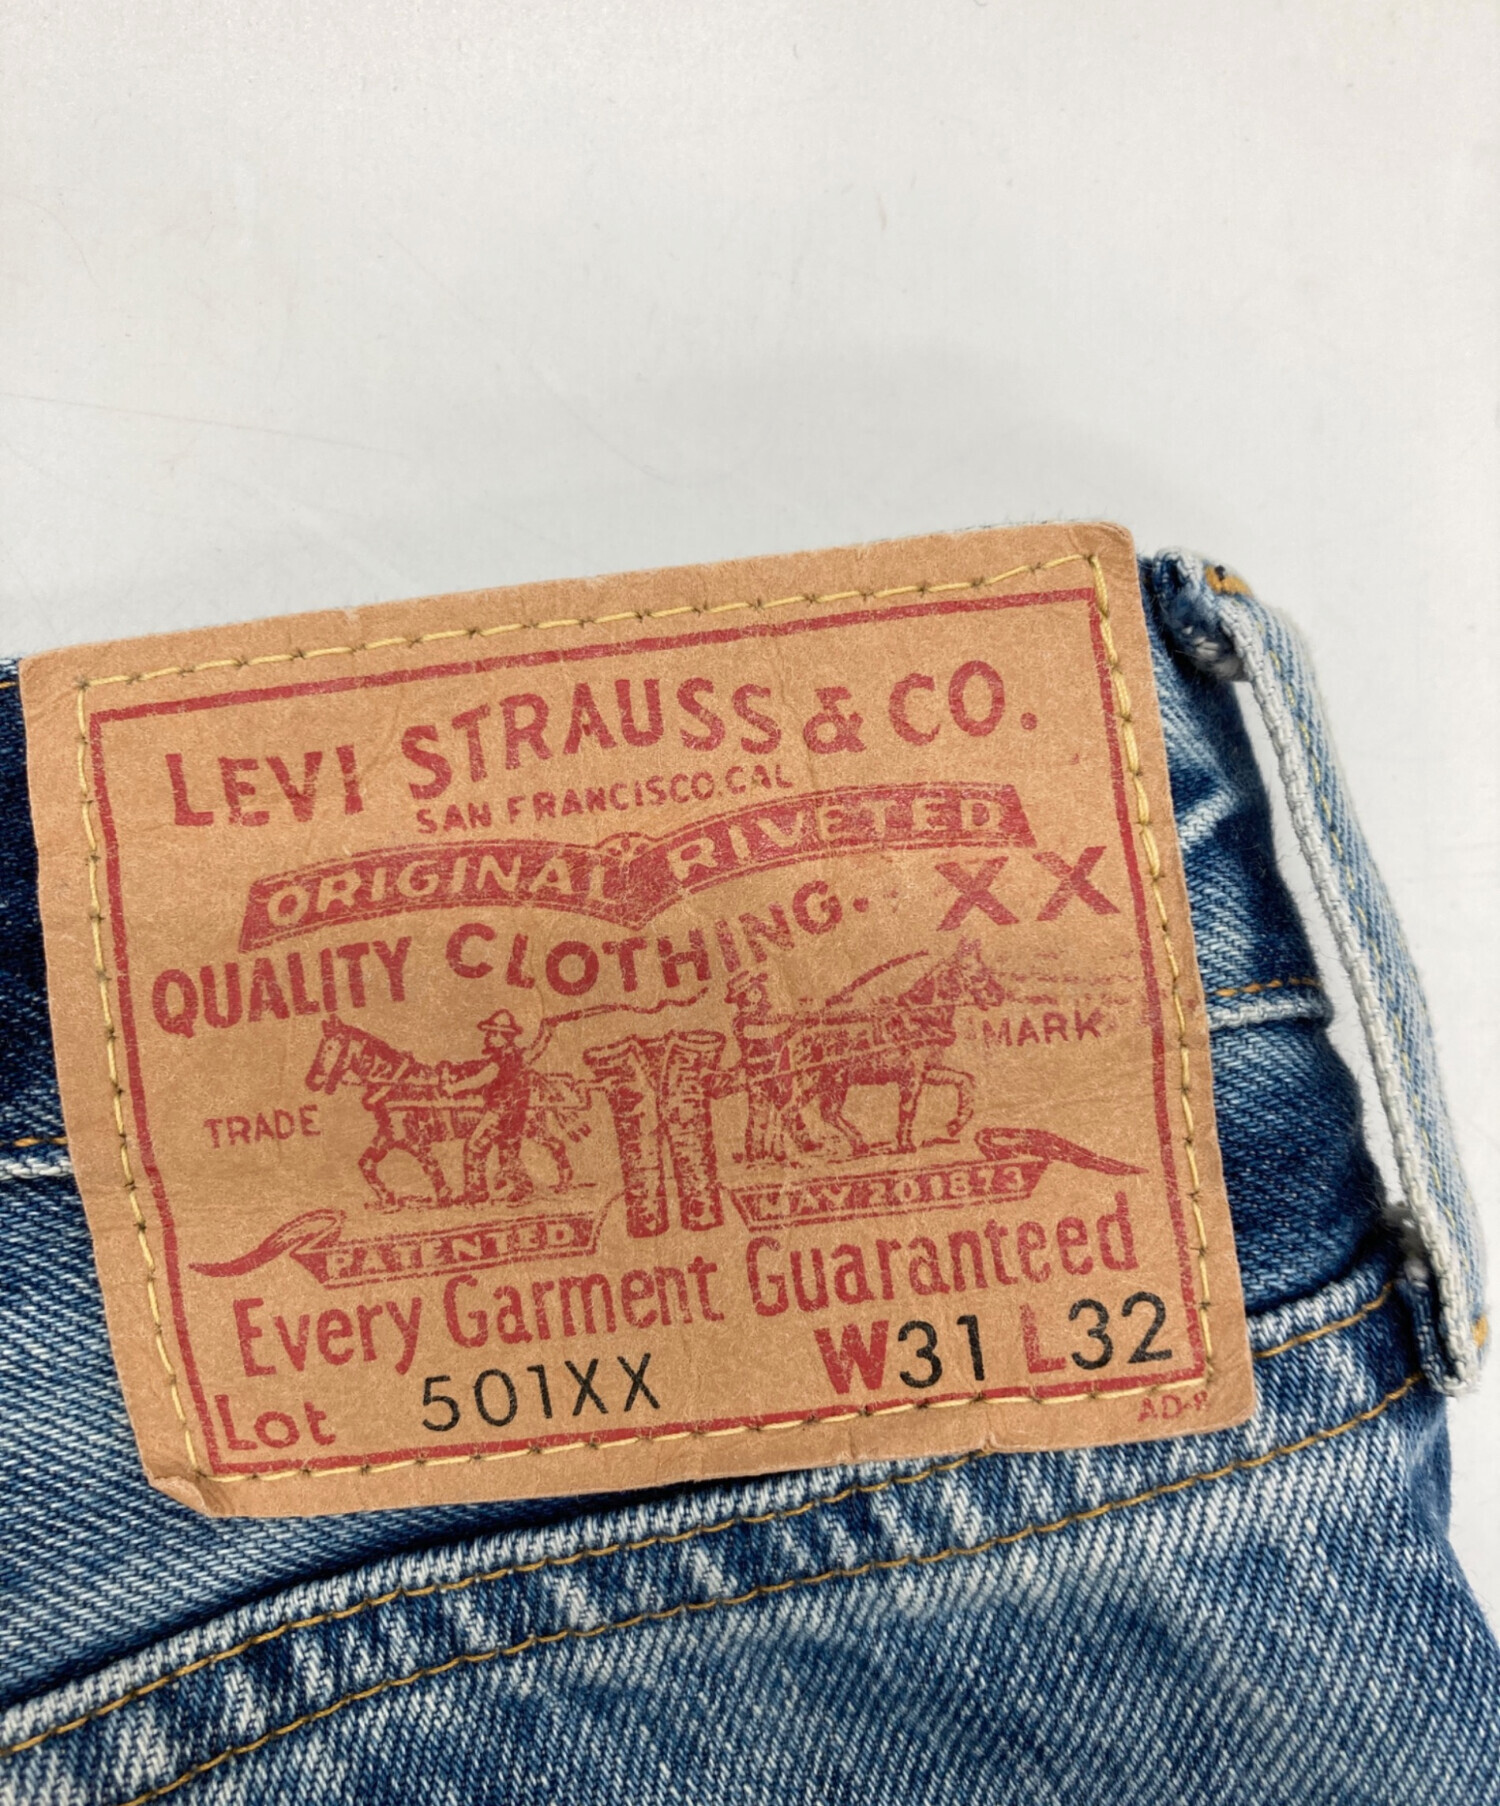 LEVI STRAUSS & CO.
SAN FRANCISCO.CAL
ORIGINAL RIVETED
QUALITY CLOTHING. XX
TRADE MARK
PATENTED MAY 20 1873
Every Garment Guaranteed
W31 L32
Lot 501XX